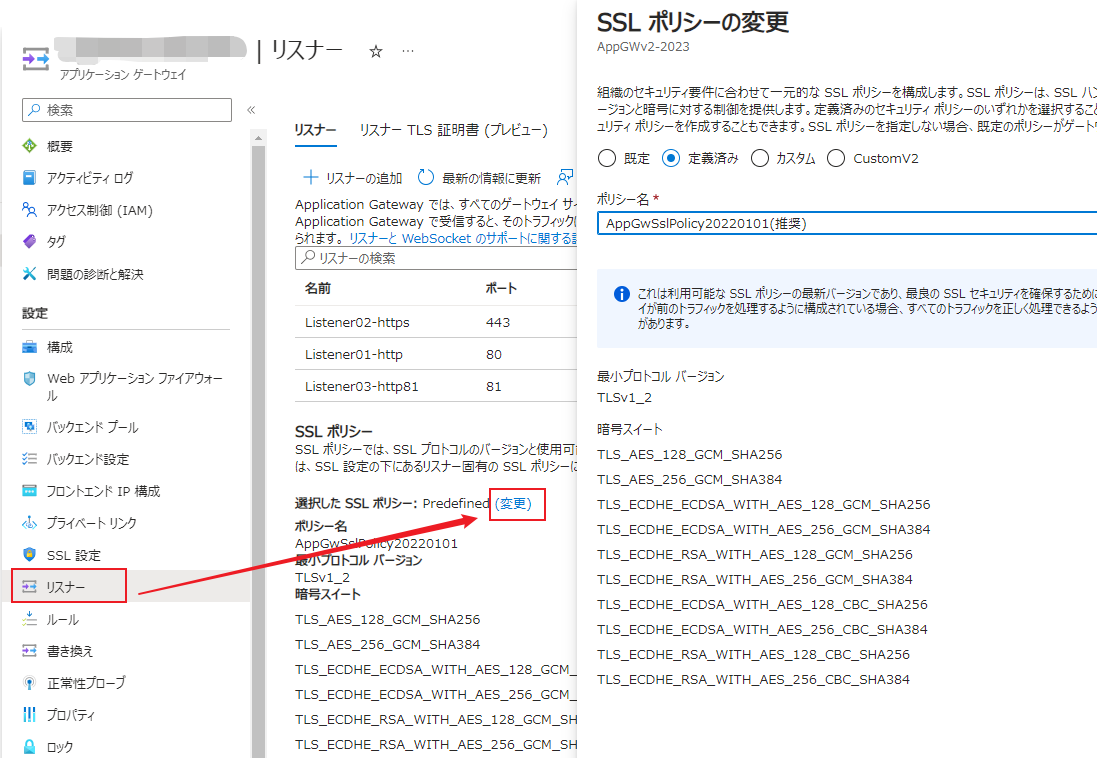 | リスナー ☆ …
アプリケーション ゲートウェイ
検索
«
概要
アクティビティ ログ
アクセス制御 (IAM)
タグ
問題の診断と解決
設定
構成
Web アプリケーション ファイアウォー
ル
バックエンド プール
バックエンド設定
フロントエンド IP 構成
プライベート リンク
SSL 設定
リスナー
ルール
書き換え
正常性プローブ
プロパティ
ロック
リスナー リスナー TLS 証明書 (プレビュー)
リスナーの追加 最新の情報に更新
Application Gateway では、すべてのゲートウェイ サイ
Application Gateway で受信すると、そのトラフィックに
られます。 リスナーと WebSocket のサポートに関する
リスナーの検索
名前 ポート
Listener02-https 443
Listener01-http 80
Listener03-http81 81
SSL ポリシー
SSL ポリシーでは、SSL プロトコルのバージョンと使用可
は、SSL 設定の下にあるリスナー固有の SSL ポリシーに
選択した SSL ポリシー: Predefined (変更)
ポリシー名
AppGwSslPolicy20220101
最小プロトコル バージョン
TLSv1_2
暗号スイート
TLS_AES_128_GCM_SHA256
TLS_AES_256_GCM_SHA384
TLS_ECDHE_ECDSA_WITH_AES_128_GCM_
TLS_ECDHE_ECDSA_WITH_AES_256_GCM_
TLS_ECDHE_RSA_WITH_AES_128_GCM_SH
TLS_ECDHE_RSA_WITH_AES_256_GCM_SH
SSL ポリシーの変更
AppGWv2-2023
組織のセキュリティ要件に合わせて一元的な SSL ポリシーを構成します。SSL ポリシーは、SSL ハン
ージョンと暗号に対する制御を提供します。定義済みのセキュリティ ポリシーのいずれかを選択すること
ュリティ ポリシーを作成することもできます。SSL ポリシーを指定しない場合、既定のポリシーがゲート
既定 定義済み カスタム CustomV2
ポリシー名 *
AppGwSslPolicy20220101(推奨)
これは利用可能な SSL ポリシーの最新バージョンであり、最良の SSL セキュリティを確保するために
イが前のトラフィックを処理するように構成されている場合、すべてのトラフィックを正しく処理できるよう
があります。
最小プロトコル バージョン
TLSv1_2
暗号スイート
TLS_AES_128_GCM_SHA256
TLS_AES_256_GCM_SHA384
TLS_ECDHE_ECDSA_WITH_AES_128_GCM_SHA256
TLS_ECDHE_ECDSA_WITH_AES_256_GCM_SHA384
TLS_ECDHE_RSA_WITH_AES_128_GCM_SHA256
TLS_ECDHE_RSA_WITH_AES_256_GCM_SHA384
TLS_ECDHE_ECDSA_WITH_AES_128_CBC_SHA256
TLS_ECDHE_ECDSA_WITH_AES_256_CBC_SHA384
TLS_ECDHE_RSA_WITH_AES_128_CBC_SHA256
TLS_ECDHE_RSA_WITH_AES_256_CBC_SHA384